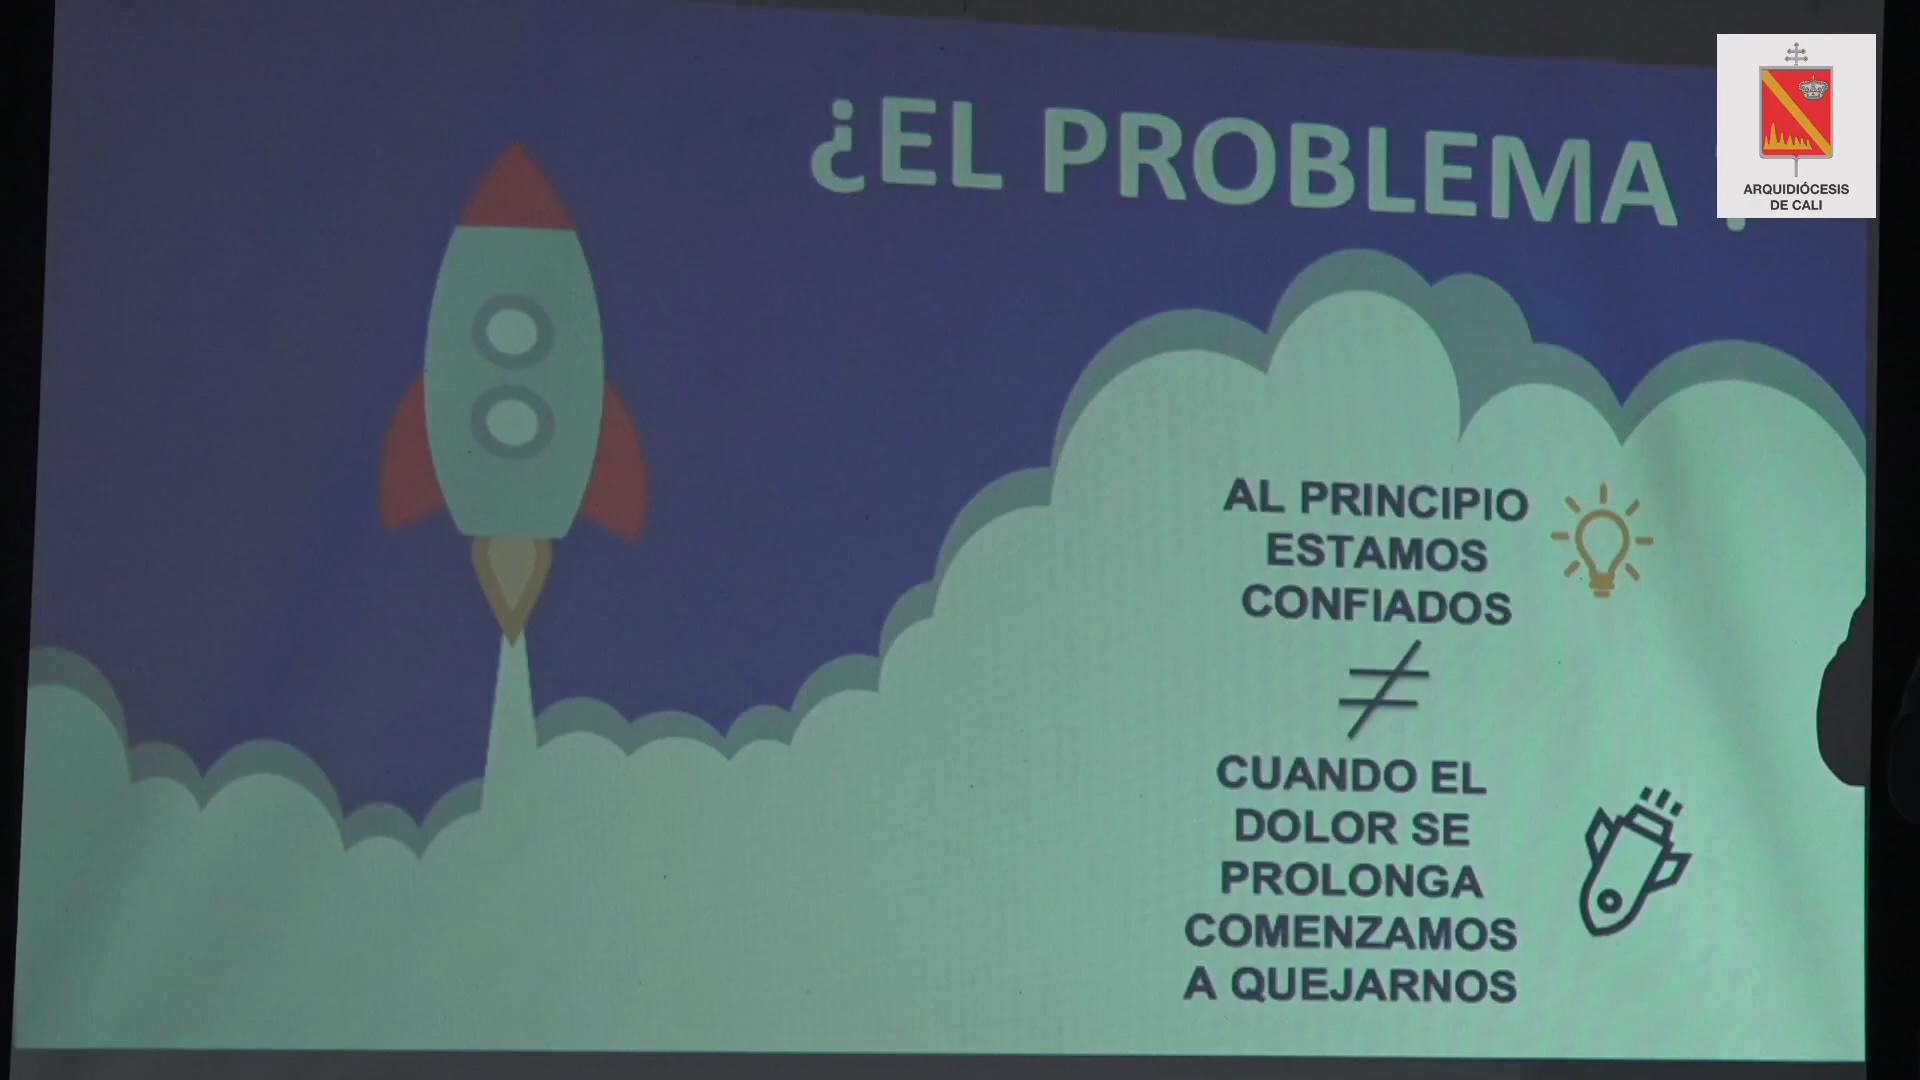 ¿EL PROBLEMA ?
ARQUIDIÓCESIS
DE CALI
AL PRINCIPIO
ESTAMOS
CONFIADOS
≠
CUANDO EL
DOLOR SE
PROLONGA
COMENZAMOS
A QUEJARNOS